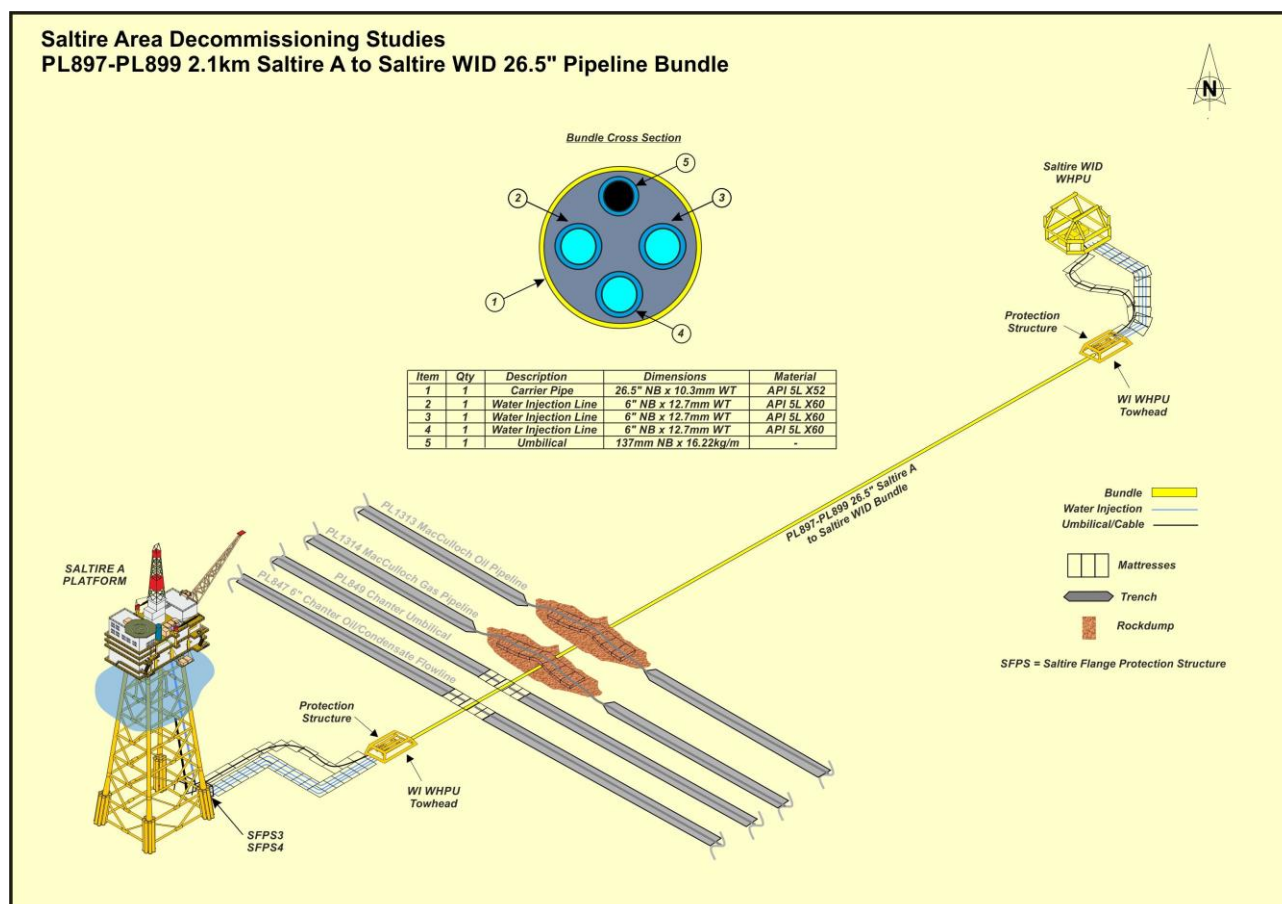 Saltire Area Decommissioning Studies
PL897-PL899 2.1km Saltire A to Saltire WID 26.5" Pipeline Bundle
N
Bundle Cross Section
5
2
3
1
4
Saltire WID
WHPU
Protection
Structure
WI WHPU
Towhead
Item Qty Description Dimensions Material
1 1 Carrier Pipe 26.5" NB x 10.3mm WT API 5L X52
2 1 Water Injection Line 6" NB x 12.7mm WT API 5L X60
3 1 Water Injection Line 6" NB x 12.7mm WT API 5L X60
4 1 Water Injection Line 6" NB x 12.7mm WT API 5L X60
5 1 Umbilical 137mm NB x 16.22kg/m -
PL897-PL899 26.5" Saltire A
to Saltire WID Bundle
PL1313 MacCulloch Oil Pipeline
PL1314 MacCulloch Gas Pipeline
PL849 Chanter Umbilical
PL847 6" Chanter Oil/Condensate Flowline
SALTIRE A
PLATFORM
Protection
Structure
WI WHPU
Towhead
SFPS3
SFPS4
Bundle
Water Injection
Umbilical/Cable
Mattresses
Trench
Rockdump
SFPS = Saltire Flange Protection Structure